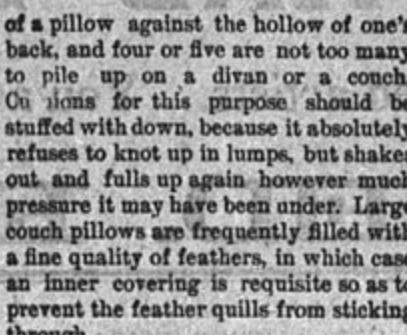 of a pillow against the hollow of one's
back, and four or five are not too many
to pile up on a divan or a couch.
Cu ions for this purpose should be
stuffed with down, because it absolutely
refuses to knot up in lumps, but shakes
out and fulls up again however much
pressure it may have been under. Large
couch pillows are frequently filled with
a fine quality of feathers, in which case
an inner covering is requisite so as to
prevent the feather quills from sticking
through.